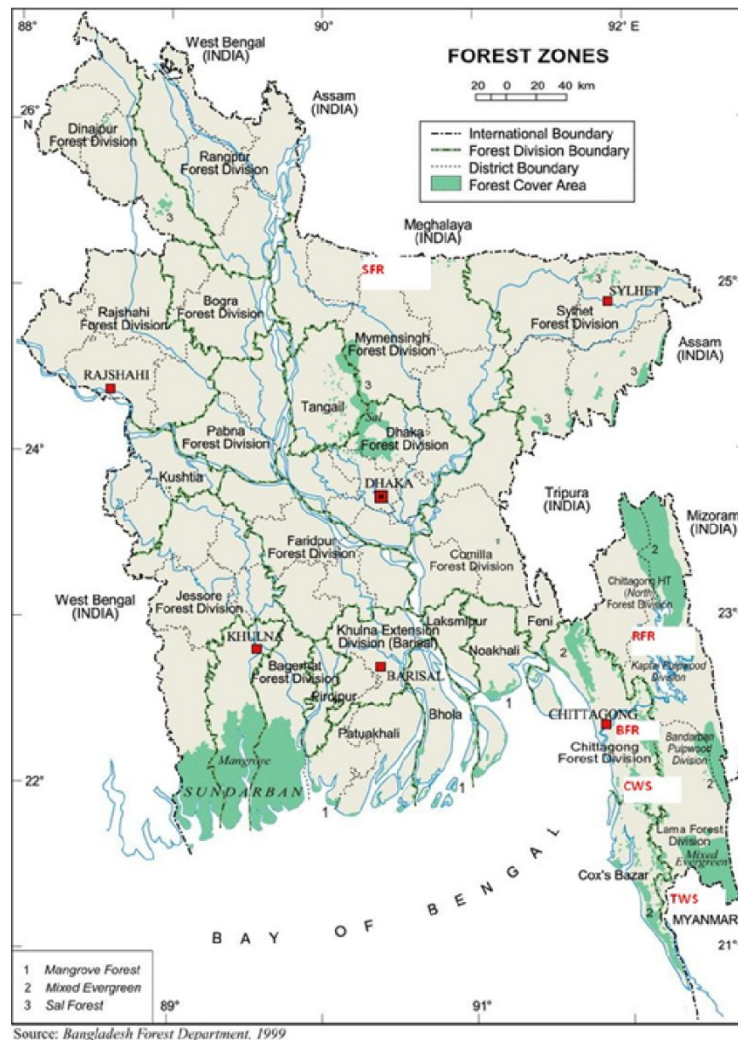 88°
90°
92° E
West Bengal
(INDIA)
FOREST ZONES
20 0 20 40 km
Assam
(INDIA)
26°
N
Dinajpur
Forest Division
Rangpur
Forest Division
International Boundary
Forest Division Boundary
District Boundary
Forest Cover Area
3
Meghalaya
(INDIA)
SFR
3
SYLHET
25°
Bogra
Forest Division
Rajshahi
Forest Division
Sylhet
Forest Division
Mymensingh
Forest Division
Assam
(INDIA)
RAJSHAHI
3
3
Tangail
Sal
3
Pabna
Forest Division
Dhaka
Forest Division
24°
Kushtia
DHAKA
Tripura
(INDIA)
Mizoram
(INDIA)
Faridpur
Forest Division
Comilla
Forest Division
2
Chittagong HT
(North)
Forest Division
West Bengal
(INDIA)
Jessore
Forest Division
23°
Laksmipur
Feni
RFR
KHULNA
Khulna Extension
Division (Barisal)
Noakhali
2
Kaptai Pulpwood
Division
Bagerhat
Forest Division
BARISAL
Pirojpur
1
Bhola
CHITTAGONG
BFR
Patuakhali
Chittagong
Forest Division
Bandarban
Pulpwood
Division
22°
Mangrove
SUNDARBAN
CWS
2
1
1
Lama Forest
Division
Mixed
Evergreen
Cox's Bazar
TWS
2
MYANMAR
BAY OF BENGAL
21°
1 Mangrove Forest
2 Mixed Evergreen
3 Sal Forest
89°
90°
91°
Source: Bangladesh Forest Department, 1999